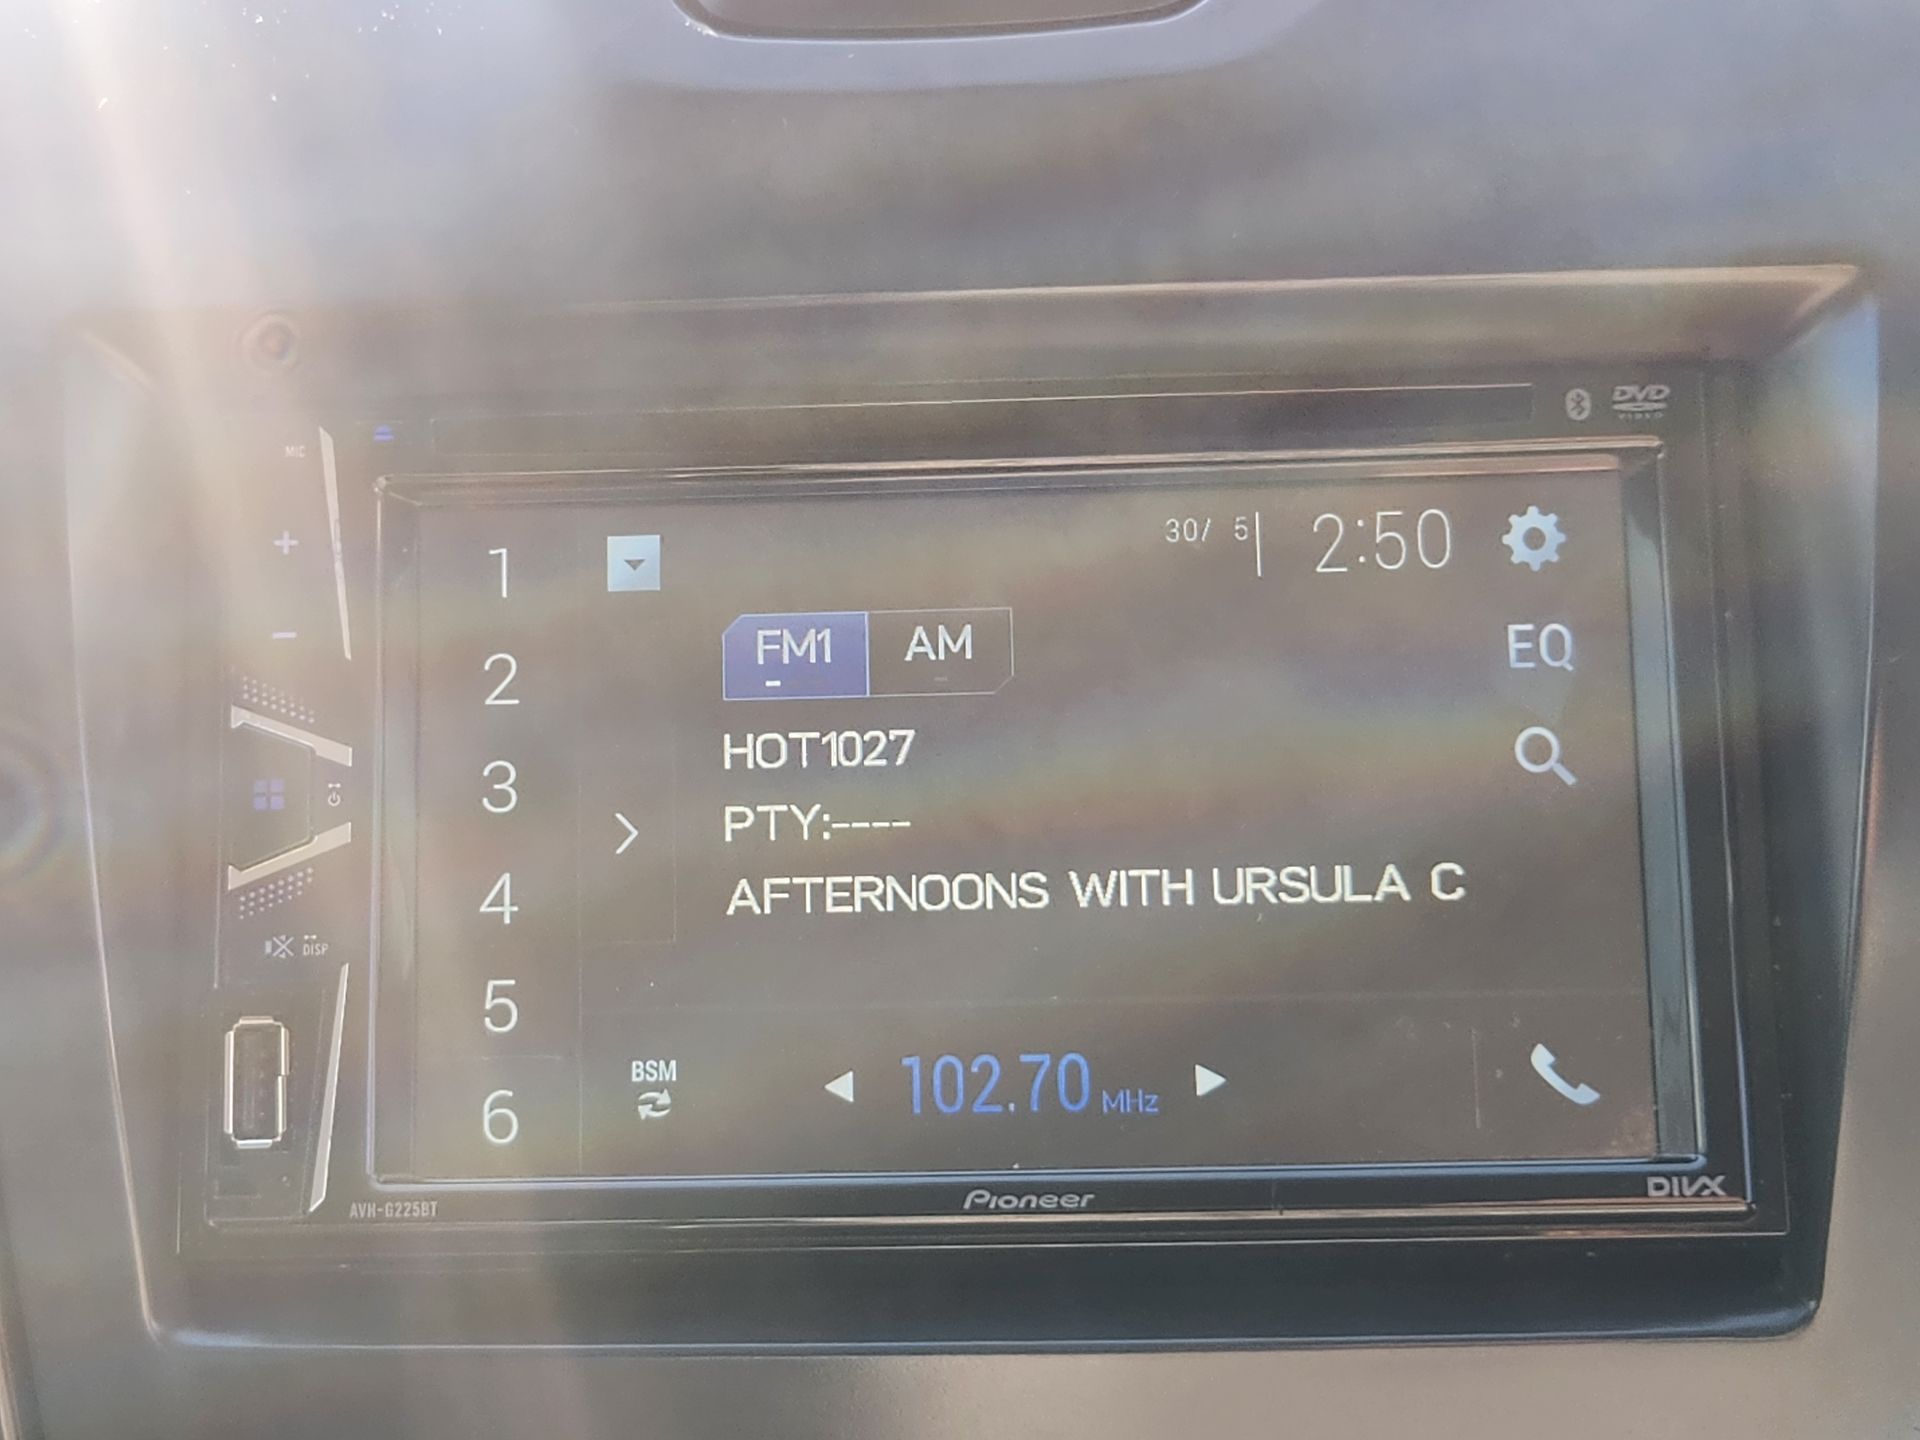 DVD
VIDEO
MIC
1
30/ 5
2:50
+
FM1
AM
EQ
-
2
HOT1027
3
PTY:----
4
AFTERNOONS WITH URSULA C
DISP
5
BSM
102.70 MHz
6
AVH-G225BT
Pioneer
DIVX